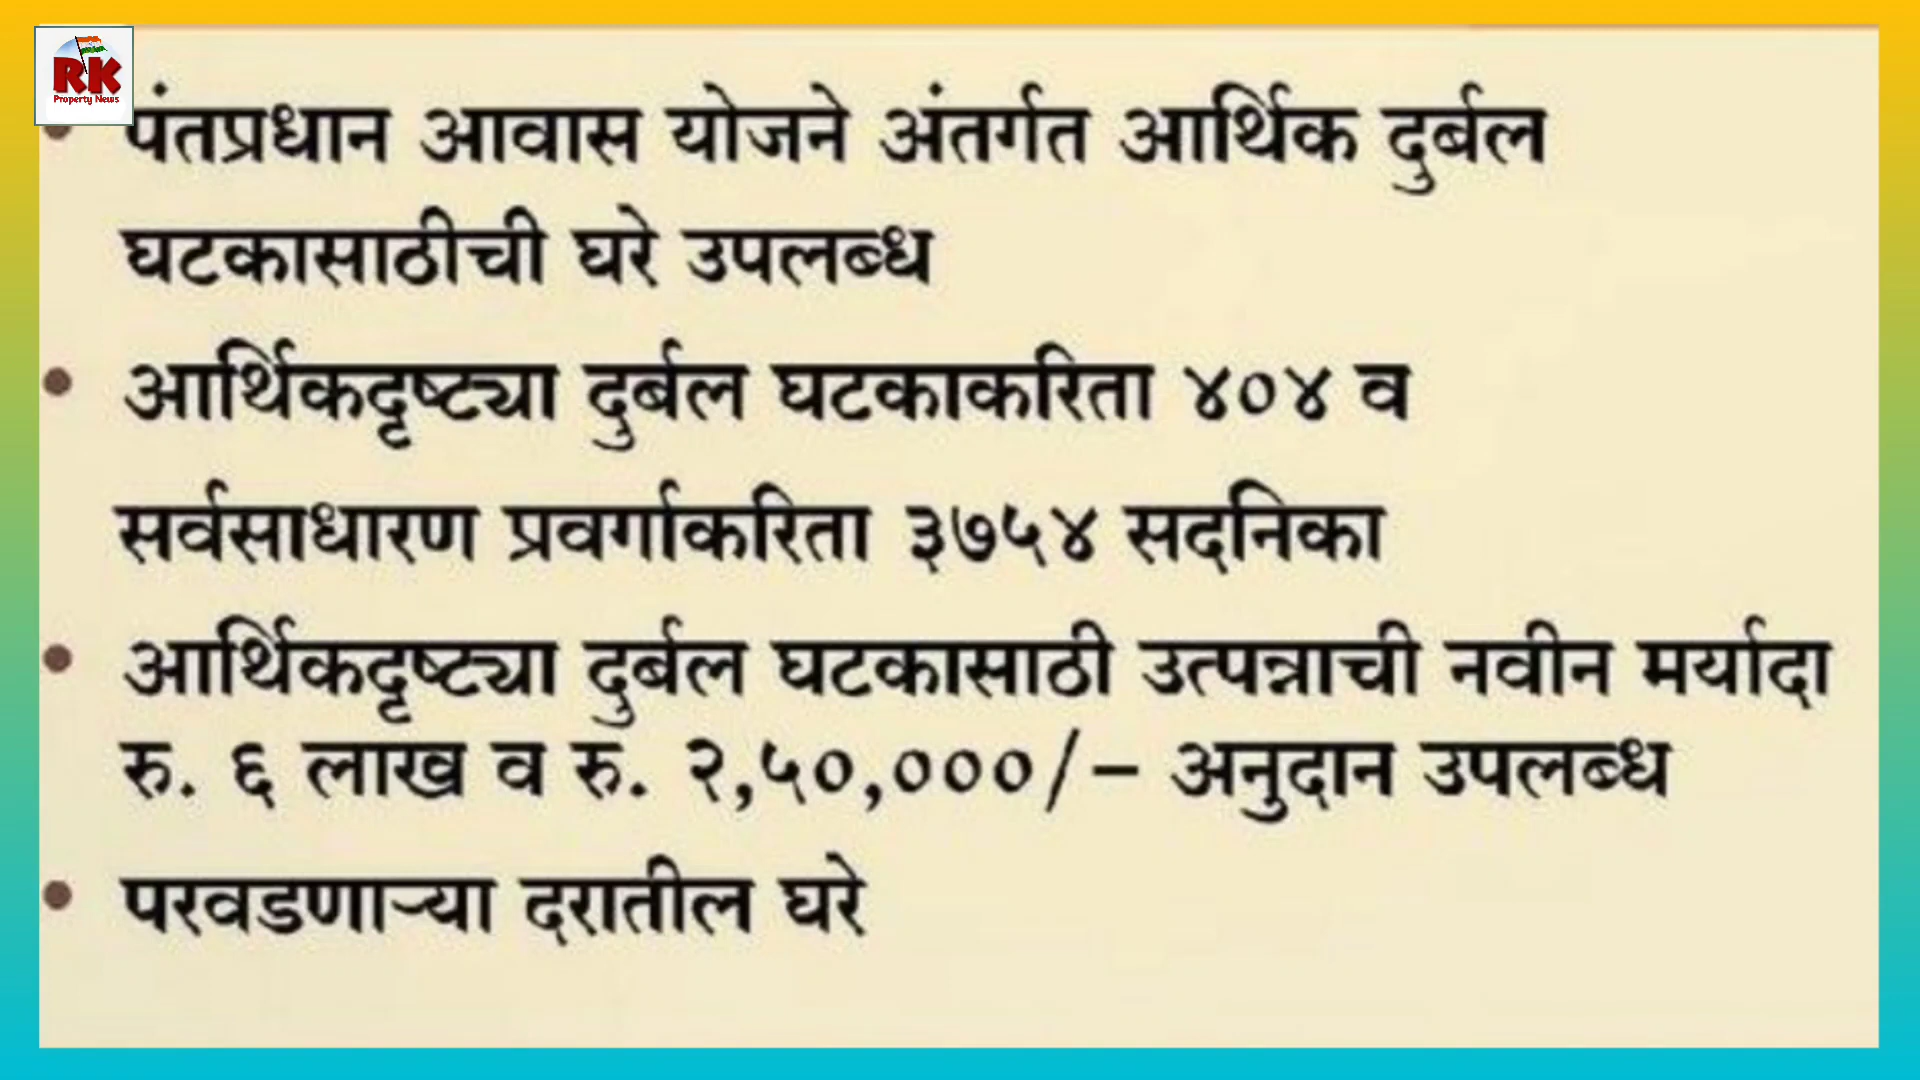 RK
Property News
पंतप्रधान आवास योजने अंतर्गत आर्थिक दुर्बल
घटकासाठीची घरे उपलब्ध
• आर्थिकदृष्ट्या दुर्बल घटकाकरिता ४०४ व
सर्वसाधारण प्रवर्गाकरिता ३७५४ सदनिका
• आर्थिकदृष्ट्या दुर्बल घटकासाठी उत्पन्नाची नवीन मर्यादा
रु. ६ लाख व रु. २,५०,०००/– अनुदान उपलब्ध
• परवडणाऱ्या दरातील घरे